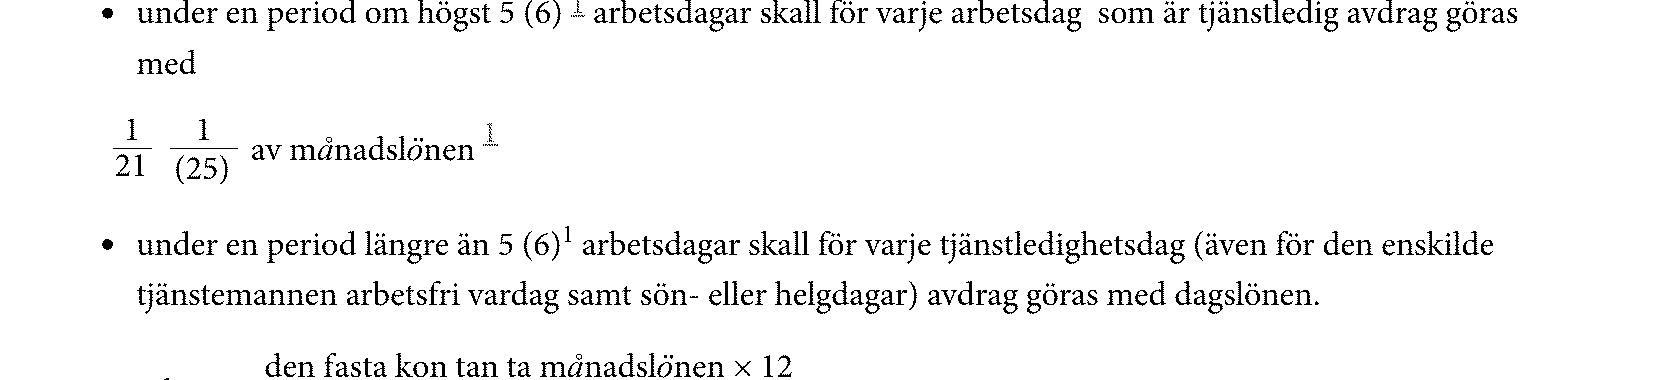 • under en period om högst 5 (6) 1 arbetsdagar skall för varje arbetsdag som är tjänstledig avdrag göras
med
1/21 1/(25) av månadslönen 1
• under en period längre än 5 (6)1 arbetsdagar skall för varje tjänstledighetsdag (även för den enskilde
tjänstemannen arbetsfri vardag samt sön- eller helgdagar) avdrag göras med dagslönen.
den fasta kon tan ta månadslönen × 12